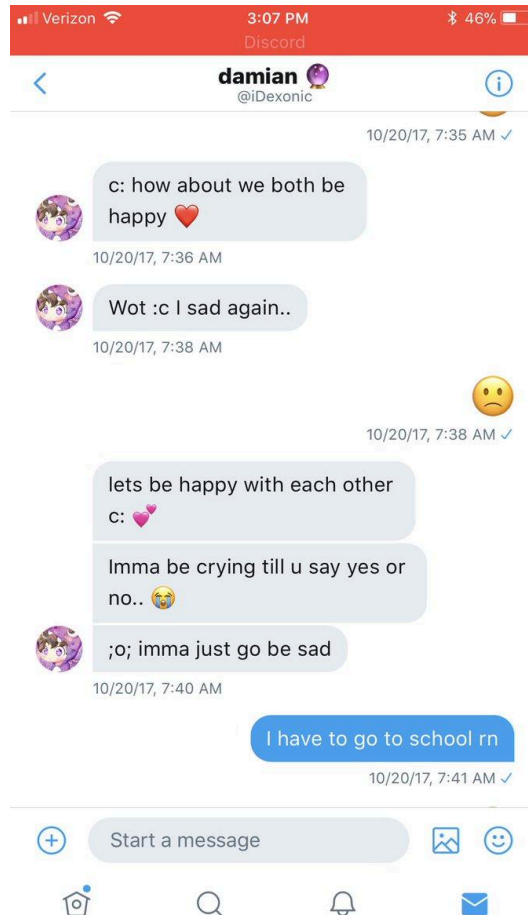 Verizon 3:07 PM 46%
Discord
damian 🔮
@iDexonic
10/20/17, 7:35 AM ✓
c: how about we both be
happy ❤️
10/20/17, 7:36 AM
Wot :c I sad again..
10/20/17, 7:38 AM
🙁
10/20/17, 7:38 AM ✓
lets be happy with each other
c: 💕
Imma be crying till u say yes or
no.. 😭
;o; imma just go be sad
10/20/17, 7:40 AM
I have to go to school rn
10/20/17, 7:41 AM ✓
Start a message